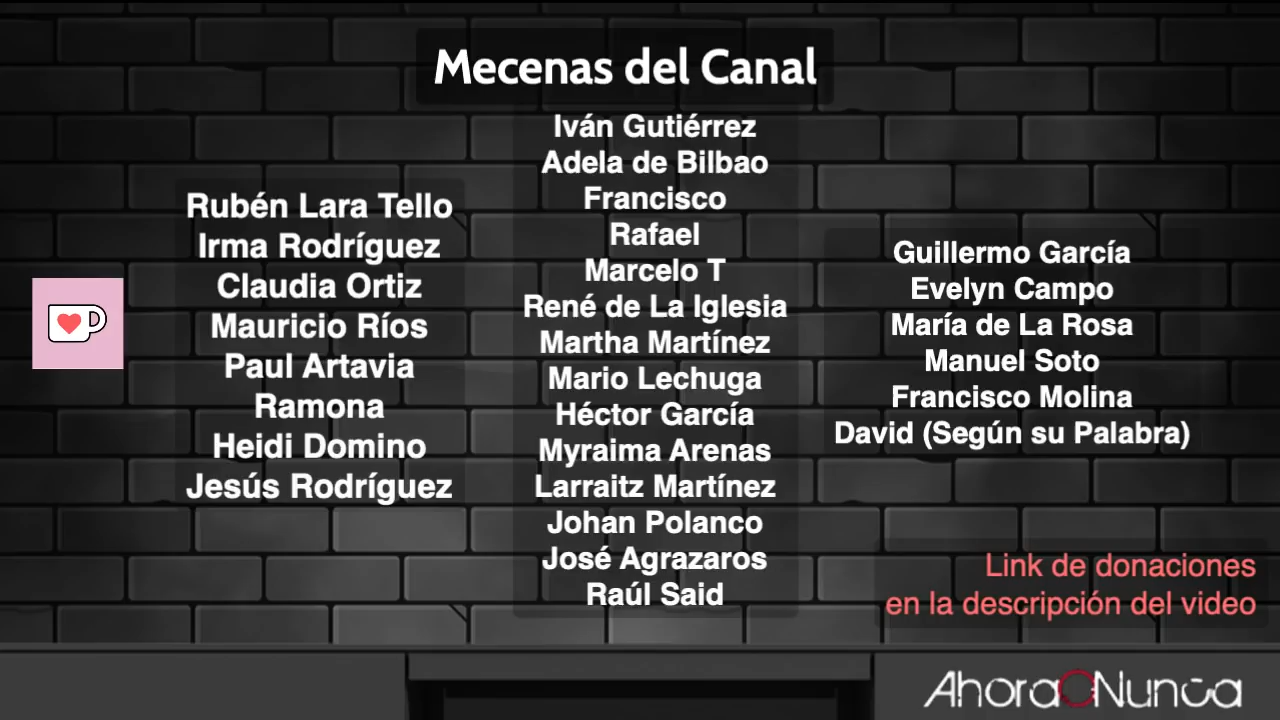 Mecenas del Canal
Rubén Lara Tello
Irma Rodríguez
Claudia Ortiz
Mauricio Ríos
Paul Artavia
Ramona
Heidi Domino
Jesús Rodríguez
Iván Gutiérrez
Adela de Bilbao
Francisco
Rafael
Marcelo T
René de La Iglesia
Martha Martínez
Mario Lechuga
Héctor García
Myraima Arenas
Larraitz Martínez
Johan Polanco
José Agrazaros
Raúl Said
Guillermo García
Evelyn Campo
María de La Rosa
Manuel Soto
Francisco Molina
David (Según su Palabra)
Link de donaciones
en la descripción del video
AhoraONunca